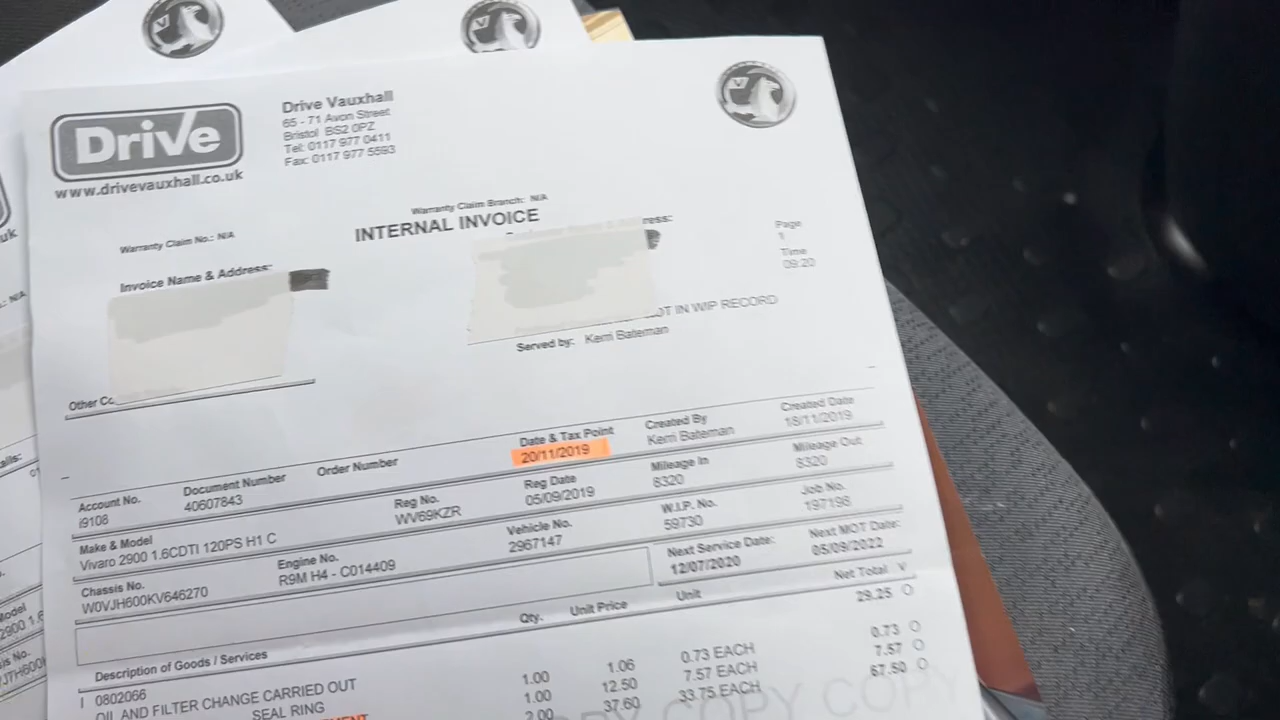 Drive
www.drivevauxhall.co.uk
Drive Vauxhall
65 - 71 Avon Street
Bristol BS2 0PZ
Tel: 0117 977 0411
Fax: 0117 977 5593
V
Warranty Claim Branch: N/A
INTERNAL INVOICE
Warranty Claim No.: N/A
Invoice Name & Address:
ress:
Page
1
Time
09:20
OT IN WIP RECORD
Served by: Kerri Bateman
Other Co
Account No.
i9108
Document Number
40607843
Order Number
Date & Tax Point
20/11/2019
Created By
Kerri Bateman
Created Date
18/11/2019
Make & Model
Vivaro 2900 1.6CDTI 120PS H1 C
Reg No.
WV69KZR
Reg Date
05/09/2019
Mileage In
8320
Mileage Out
8320
Chassis No.
W0VJH600KV646270
Engine No.
R9M H4 - C014409
Vehicle No.
2967147
W.I.P. No.
59730
Job No.
197198
Next Service Date:
12/07/2020
Next MOT Date:
05/09/2022
Description of Goods / Services
Qty.
Unit Price
Unit
Net Total V
I 0802066
29.25 O
OIL AND FILTER CHANGE CARRIED OUT
SEAL RING
1.00 1.06 0.73 EACH 0.73 O
1.00 12.50 7.57 EACH 7.57 O
2.00 37.60 33.75 EACH 67.50 O
COPY COPY